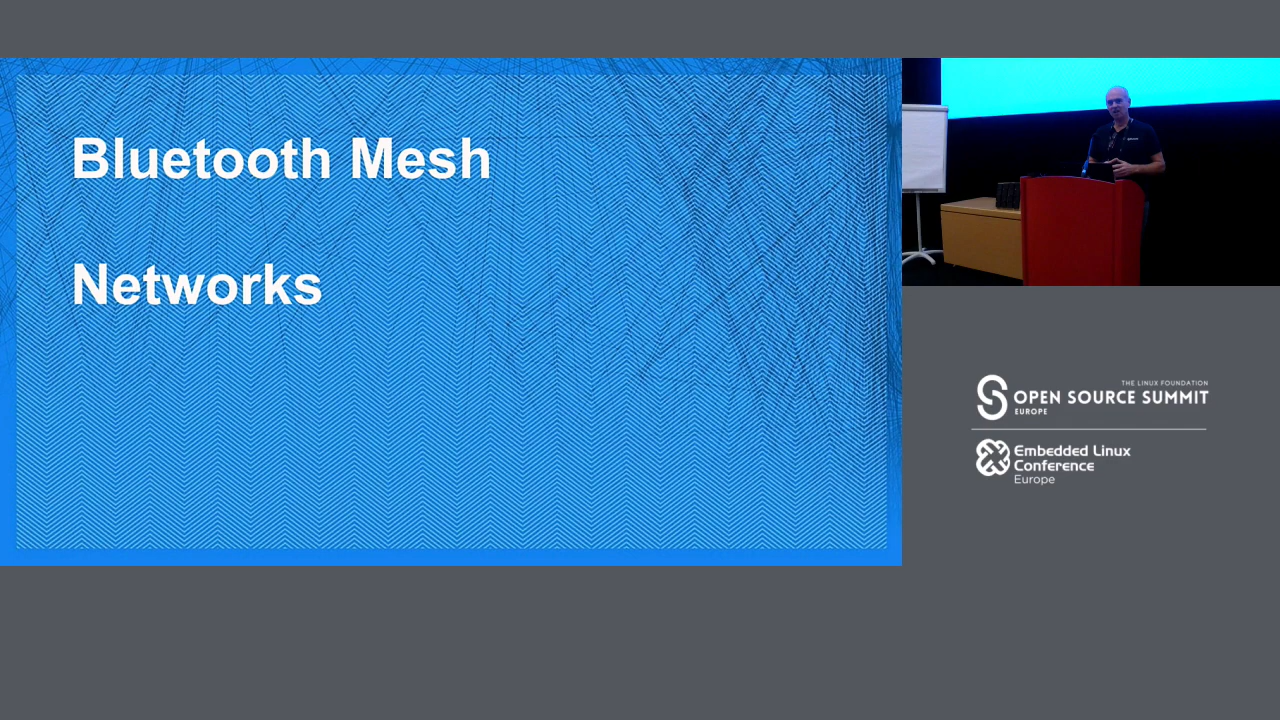 Bluetooth Mesh
Networks
THE LINUX FOUNDATION
OPEN SOURCE SUMMIT
EUROPE
Embedded Linux
Conference
Europe